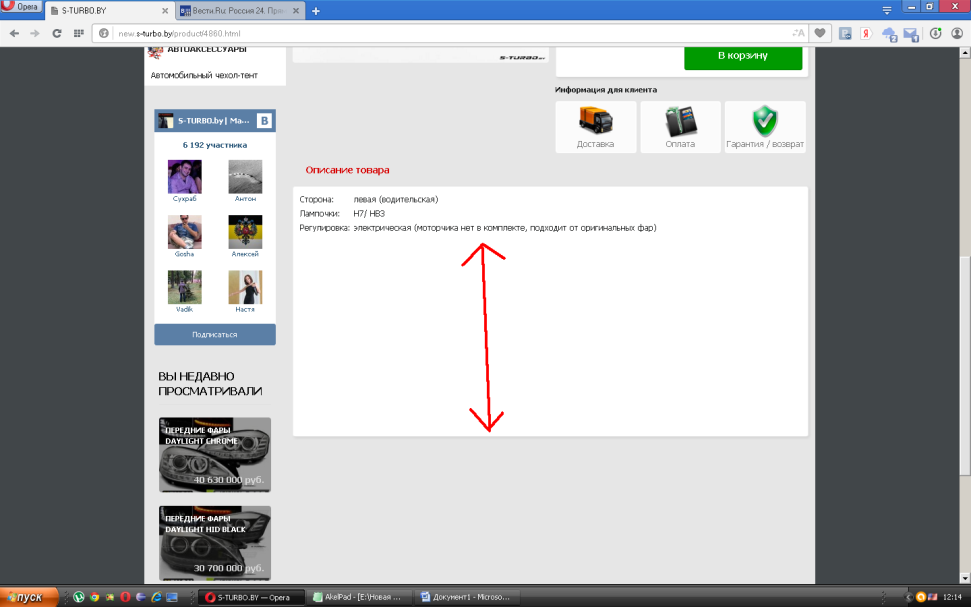 Opera
S-TURBO.BY
Вести.Ru: Россия 24. Прям
new.s-turbo.by/product/4860.html
АВТОАКСЕССУАРЫ
Автомобильный чехол-тент
S-TURBO.BY
В корзину
Информация для клиента
Доставка
Оплата
Гарантия / возврат
S-TURBO.by | Ma...
B
6 192 участника
Сухраб
Антон
Gosha
Алексей
Vadik
Настя
Подписаться
Описание товара
Сторона: левая (водительская)
Лампочки: H7/ HB3
Регулировка: электрическая (моторчика нет в комплекте, подходит от оригинальных фар)
ВЫ НЕДАВНО
ПРОСМАТРИВАЛИ
ПЕРЕДНИЕ ФАРЫ
DAYLIGHT CHROME
40 630 000 руб.
ПЕРЕДНИЕ ФАРЫ
DAYLIGHT HID BLACK
30 700 000 руб.
пуск
S-TURBO.BY — Opera
AkelPad - [E:\Новая ...
Документ1 - Microso...
12:14